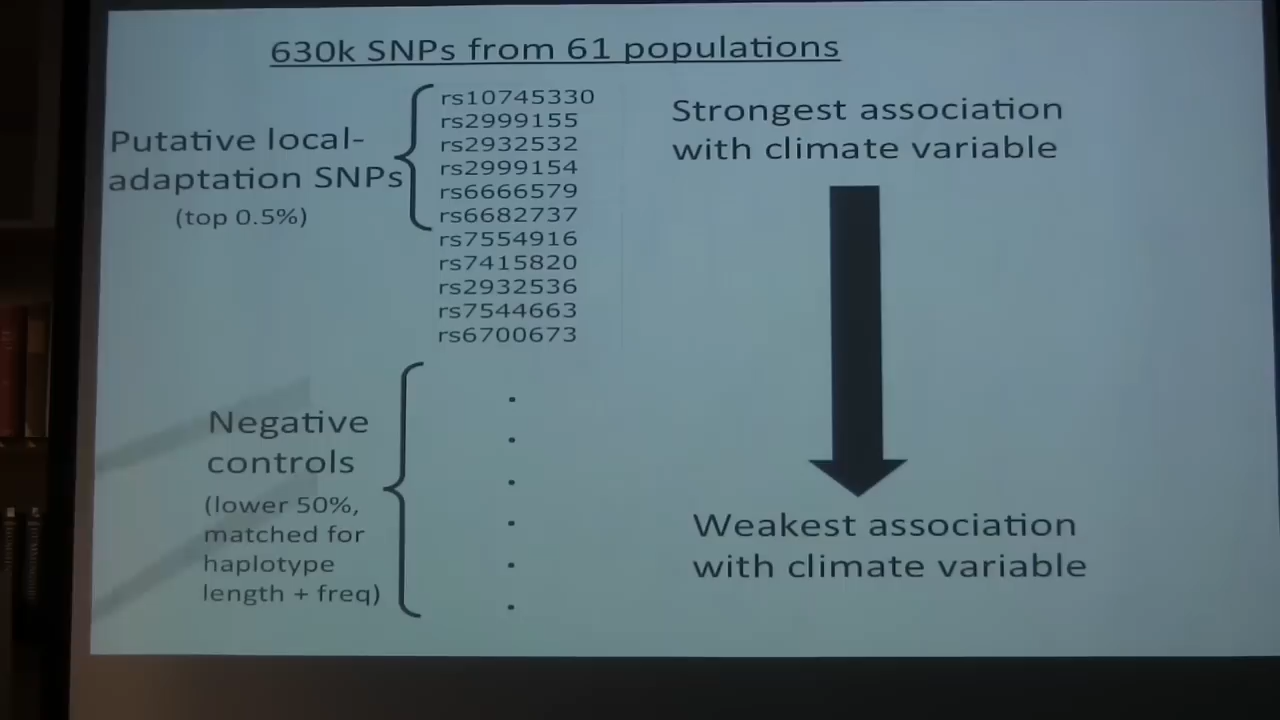 630k SNPs from 61 populations
Putative local-
adaptation SNPs
(top 0.5%)
rs10745330
rs2999155
rs2932532
rs2999154
rs6666579
rs6682737
rs7554916
rs7415820
rs2932536
rs7544663
rs6700673
Strongest association
with climate variable
Negative
controls
(lower 50%,
matched for
haplotype
length + freq)
Weakest association
with climate variable